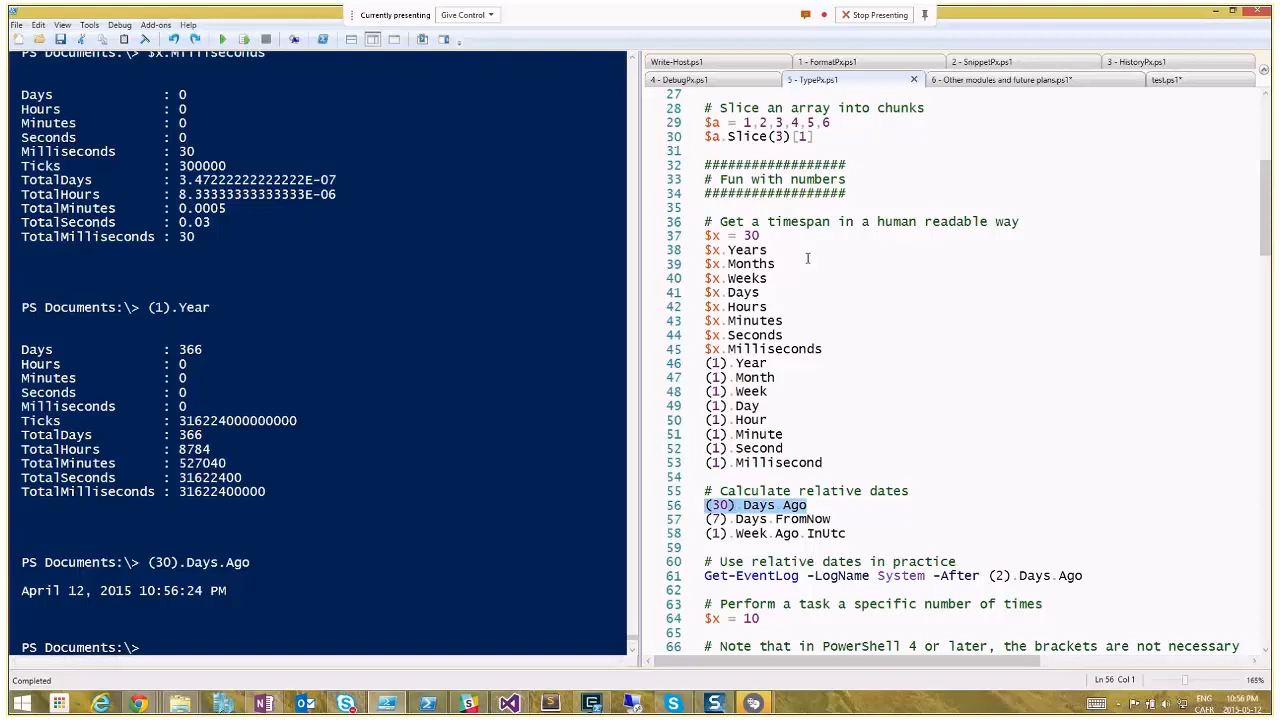 Currently presenting Give Control Stop Presenting
File Edit View Tools Debug Add-ons Help
PS Documents:\> $x.Milliseconds
Days : 0
Hours : 0
Minutes : 0
Seconds : 0
Milliseconds : 30
Ticks : 300000
TotalDays : 3.47222222222222E-07
TotalHours : 8.33333333333333E-06
TotalMinutes : 0.0005
TotalSeconds : 0.03
TotalMilliseconds : 30
PS Documents:\> (1).Year
Days : 366
Hours : 0
Minutes : 0
Seconds : 0
Milliseconds : 0
Ticks : 316224000000000
TotalDays : 366
TotalHours : 8784
TotalMinutes : 527040
TotalSeconds : 31622400
TotalMilliseconds : 31622400000
PS Documents:\> (30).Days.Ago
April 12, 2015 10:56:24 PM
PS Documents:\>
Write-Host.ps1 1 - FormatPx.ps1 2 - SnippetPx.ps1 3 - HistoryPx.ps1
4 - DebugPx.ps1 5 - TypePx.ps1 6 - Other modules and future plans.ps1* test.ps1*
27
28 # Slice an array into chunks
29 $a = 1,2,3,4,5,6
30 $a.Slice(3)[1]
31
32 ##################
33 # Fun with numbers
34 ##################
35
36 # Get a timespan in a human readable way
37 $x = 30
38 $x.Years
39 $x.Months
40 $x.Weeks
41 $x.Days
42 $x.Hours
43 $x.Minutes
44 $x.Seconds
45 $x.Milliseconds
46 (1).Year
47 (1).Month
48 (1).Week
49 (1).Day
50 (1).Hour
51 (1).Minute
52 (1).Second
53 (1).Millisecond
54
55 # Calculate relative dates
56 (30).Days.Ago
57 (7).Days.FromNow
58 (1).Week.Ago.InUtc
59
60 # Use relative dates in practice
61 Get-EventLog -LogName System -After (2).Days.Ago
62
63 # Perform a task a specific number of times
64 $x = 10
65
66 # Note that in PowerShell 4 or later, the brackets are not necessary
Completed
Ln 56 Col 1 165%
ENG 10:56 PM
CAFR 2015-05-12